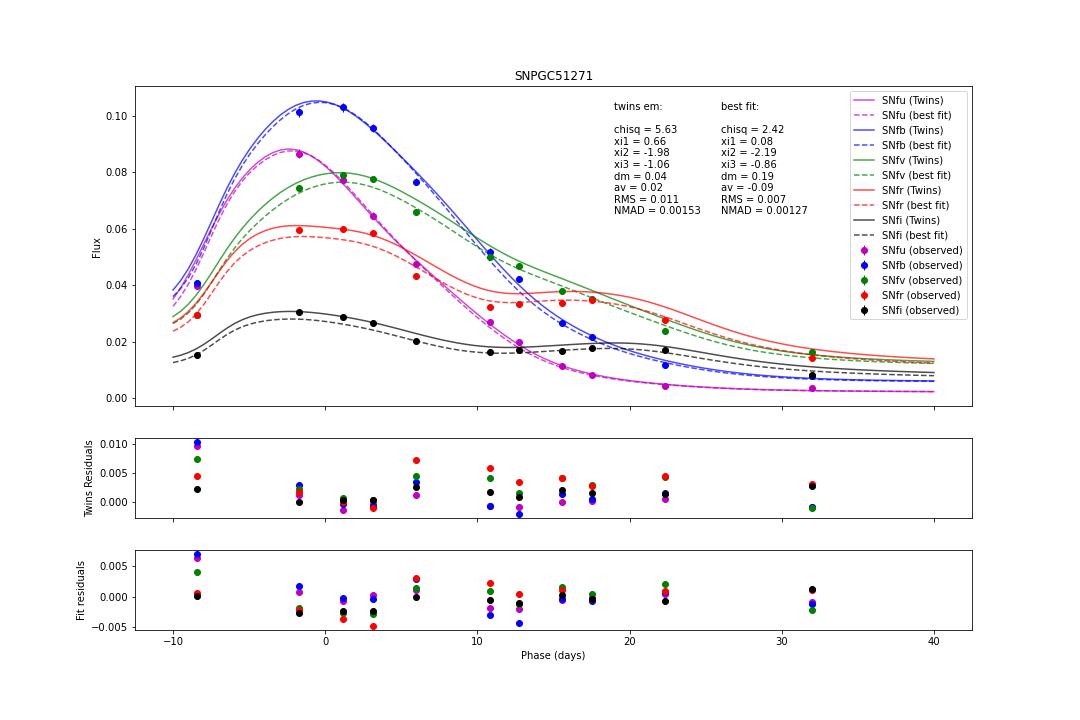 SNPGC51271
Flux
0.10
0.08
0.06
0.04
0.02
0.00
twins em: best fit:
chisq = 5.63 chisq = 2.42
xi1 = 0.66 xi1 = 0.08
xi2 = -1.98 xi2 = -2.19
xi3 = -1.06 xi3 = -0.86
dm = 0.04 dm = 0.19
av = 0.02 av = -0.09
RMS = 0.011 RMS = 0.007
NMAD = 0.00153 NMAD = 0.00127
SNfu (Twins)
SNfu (best fit)
SNfb (Twins)
SNfb (best fit)
SNfv (Twins)
SNfv (best fit)
SNfr (Twins)
SNfr (best fit)
SNfi (Twins)
SNfi (best fit)
SNfu (observed)
SNfb (observed)
SNfv (observed)
SNfr (observed)
SNfi (observed)
Twins Residuals
0.010
0.005
0.000
Fit residuals
0.005
0.000
−0.005
−10 0 10 20 30 40
Phase (days)